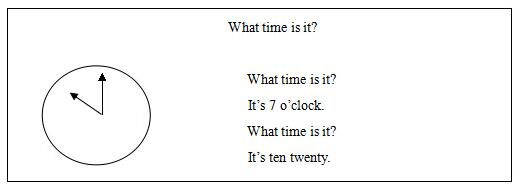 What time is it?
What time is it?
It's 7 o'clock.
What time is it?
It's ten twenty.